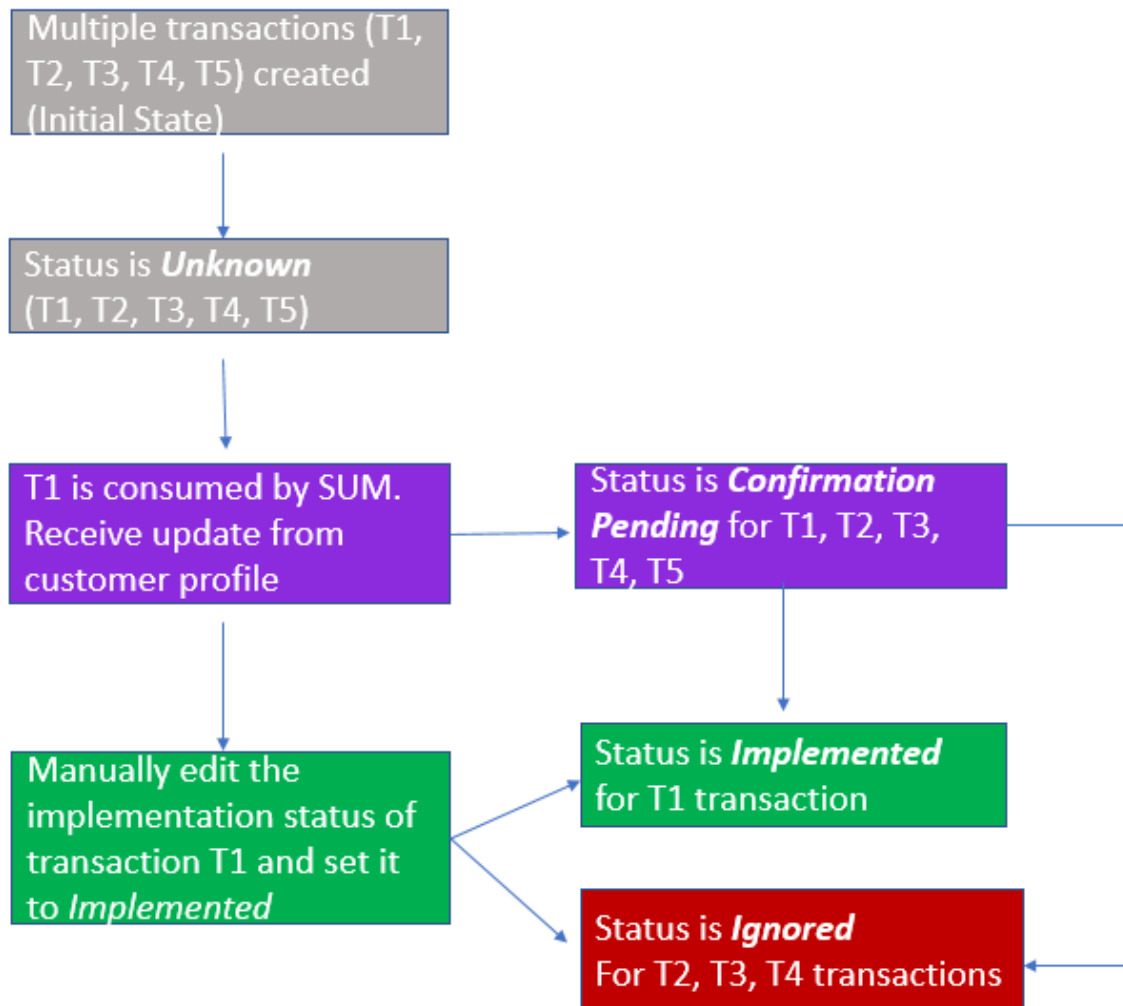 Multiple transactions (T1,
T2, T3, T4, T5) created
(Initial State)
Status is Unknown
(T1, T2, T3, T4, T5)
T1 is consumed by SUM.
Receive update from
customer profile
Status is Confirmation
Pending for T1, T2, T3,
T4, T5
Manually edit the
implementation status of
transaction T1 and set it
to Implemented
Status is Implemented
for T1 transaction
Status is Ignored
For T2, T3, T4 transactions